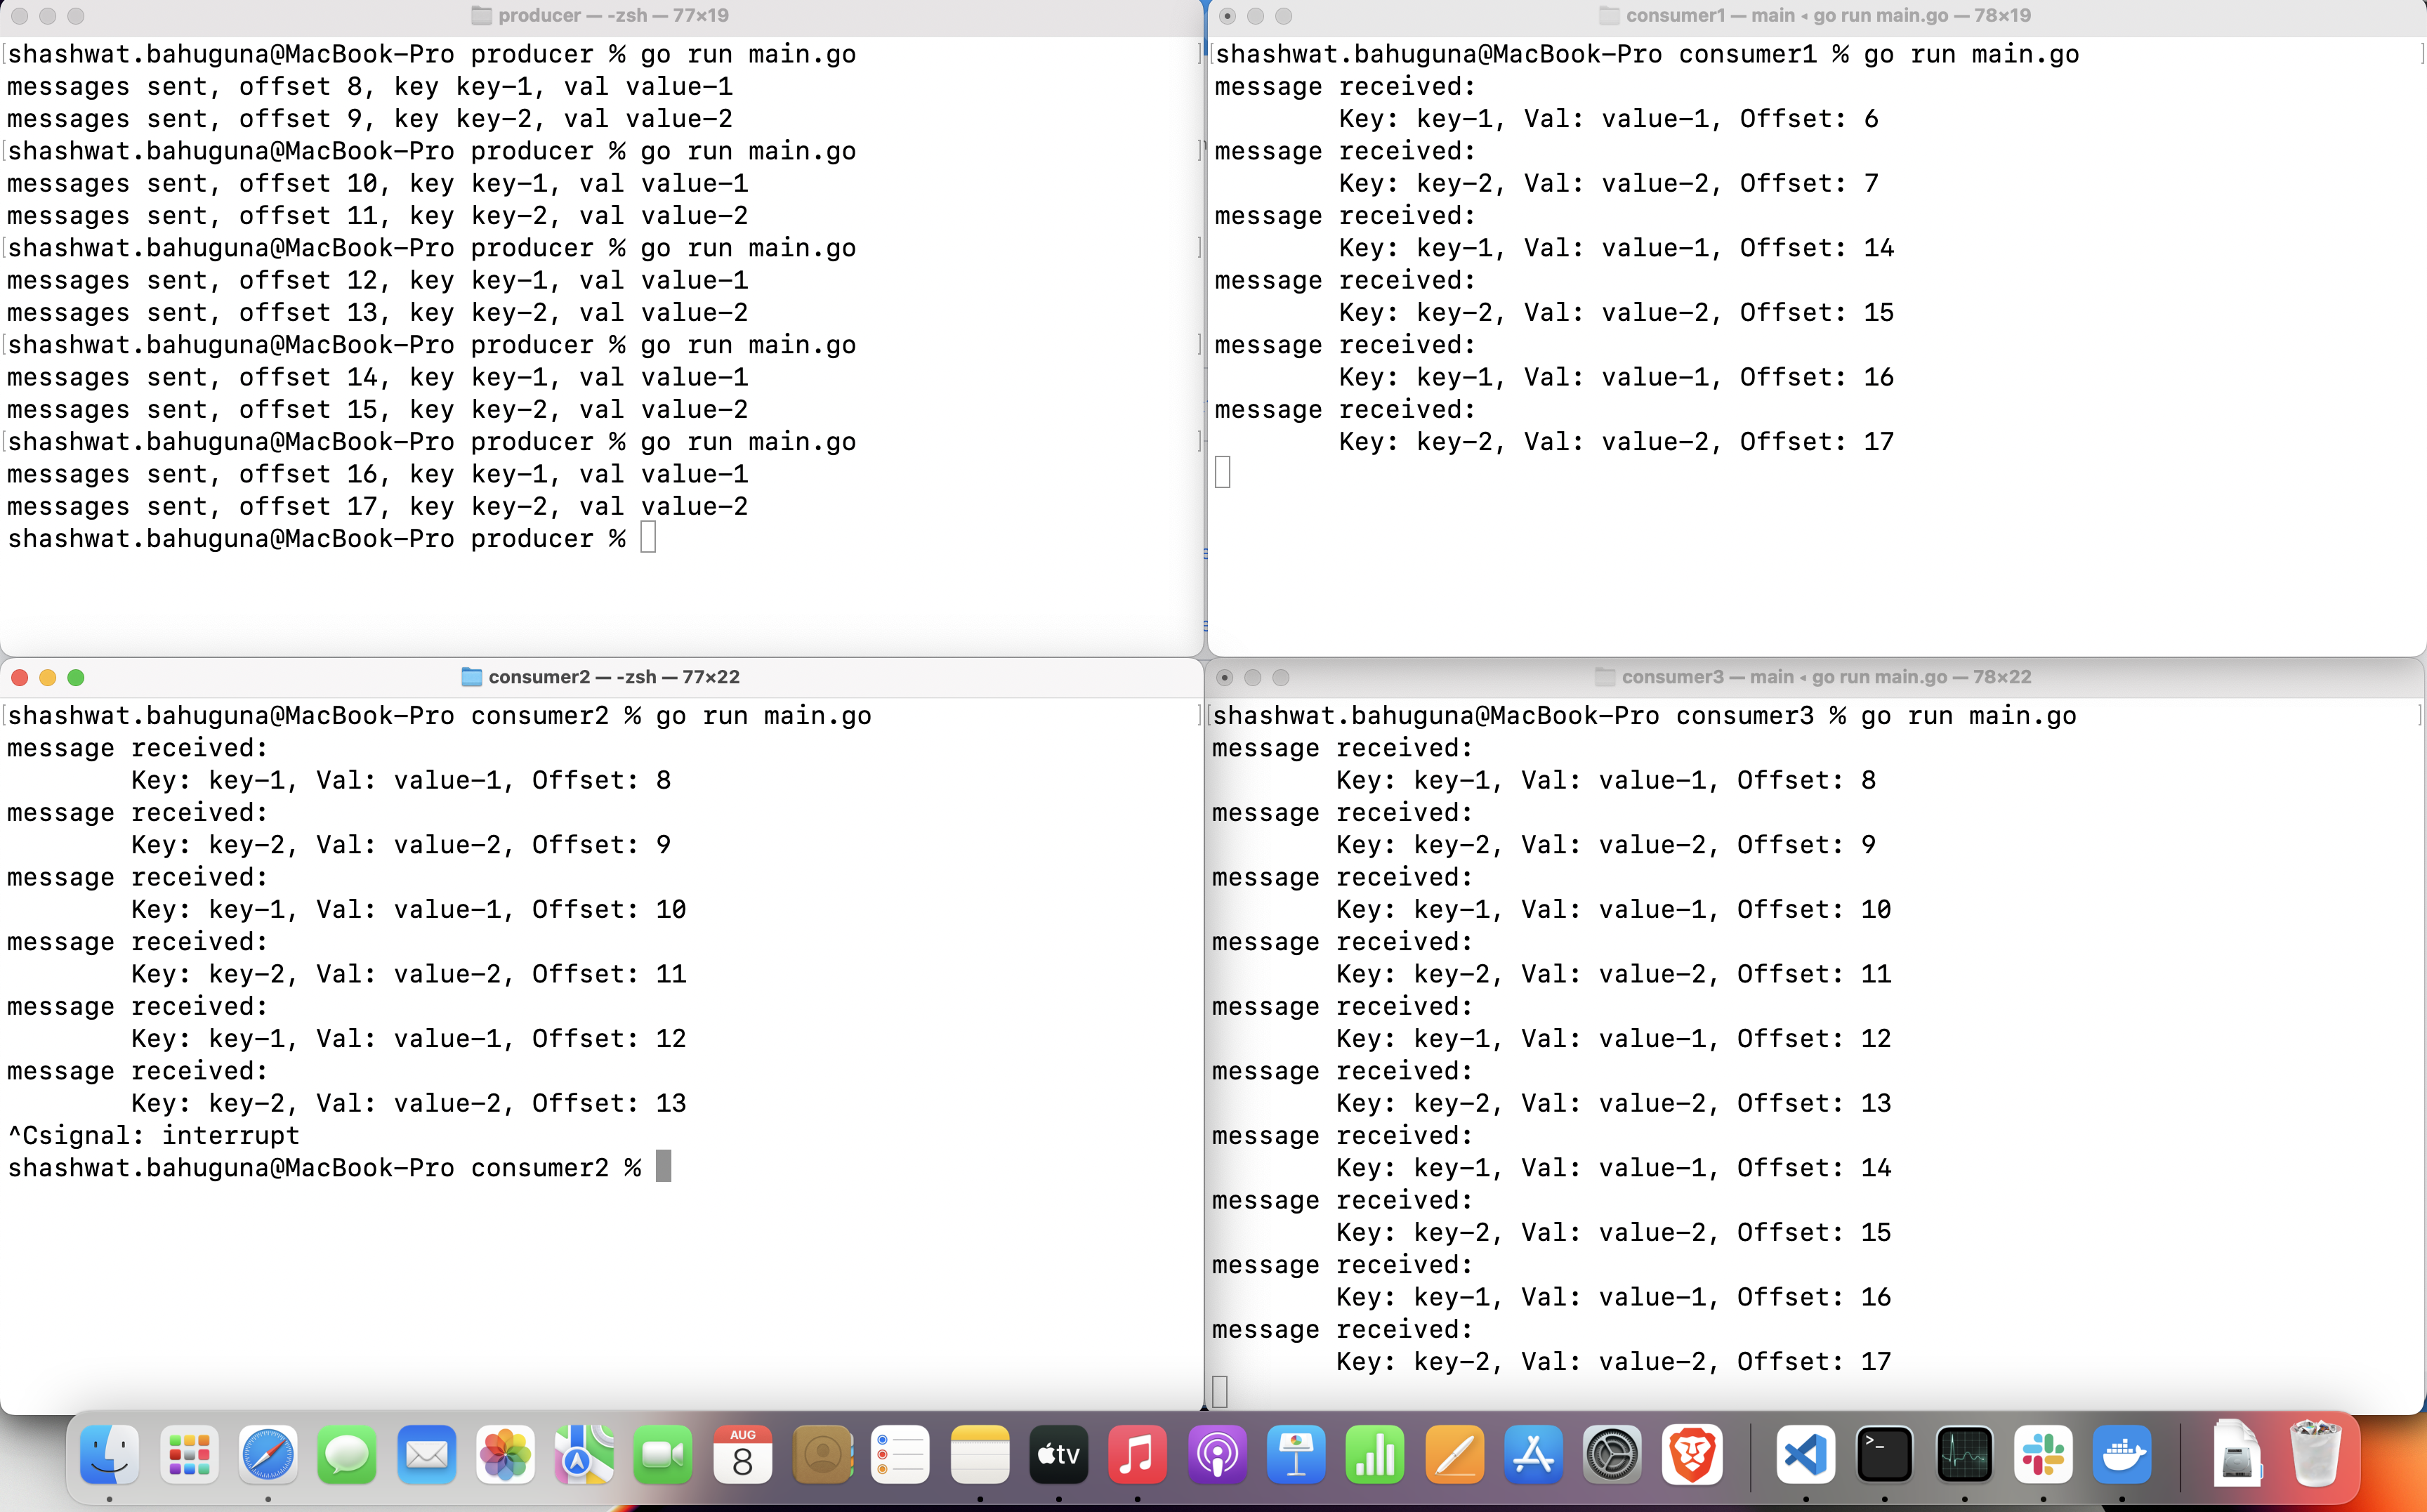 producer — -zsh — 77×19
shashwat.bahuguna@MacBook-Pro producer % go run main.go
messages sent, offset 8, key key-1, val value-1
messages sent, offset 9, key key-2, val value-2
shashwat.bahuguna@MacBook-Pro producer % go run main.go
messages sent, offset 10, key key-1, val value-1
messages sent, offset 11, key key-2, val value-2
shashwat.bahuguna@MacBook-Pro producer % go run main.go
messages sent, offset 12, key key-1, val value-1
messages sent, offset 13, key key-2, val value-2
shashwat.bahuguna@MacBook-Pro producer % go run main.go
messages sent, offset 14, key key-1, val value-1
messages sent, offset 15, key key-2, val value-2
shashwat.bahuguna@MacBook-Pro producer % go run main.go
messages sent, offset 16, key key-1, val value-1
messages sent, offset 17, key key-2, val value-2
shashwat.bahuguna@MacBook-Pro producer %
consumer1 — main ◂ go run main.go — 78×19
shashwat.bahuguna@MacBook-Pro consumer1 % go run main.go
message received:
Key: key-1, Val: value-1, Offset: 6
message received:
Key: key-2, Val: value-2, Offset: 7
message received:
Key: key-1, Val: value-1, Offset: 14
message received:
Key: key-2, Val: value-2, Offset: 15
message received:
Key: key-1, Val: value-1, Offset: 16
message received:
Key: key-2, Val: value-2, Offset: 17
consumer2 — -zsh — 77×22
shashwat.bahuguna@MacBook-Pro consumer2 % go run main.go
message received:
Key: key-1, Val: value-1, Offset: 8
message received:
Key: key-2, Val: value-2, Offset: 9
message received:
Key: key-1, Val: value-1, Offset: 10
message received:
Key: key-2, Val: value-2, Offset: 11
message received:
Key: key-1, Val: value-1, Offset: 12
message received:
Key: key-2, Val: value-2, Offset: 13
^Csignal: interrupt
shashwat.bahuguna@MacBook-Pro consumer2 %
consumer3 — main ◂ go run main.go — 78×22
shashwat.bahuguna@MacBook-Pro consumer3 % go run main.go
message received:
Key: key-1, Val: value-1, Offset: 8
message received:
Key: key-2, Val: value-2, Offset: 9
message received:
Key: key-1, Val: value-1, Offset: 10
message received:
Key: key-2, Val: value-2, Offset: 11
message received:
Key: key-1, Val: value-1, Offset: 12
message received:
Key: key-2, Val: value-2, Offset: 13
message received:
Key: key-1, Val: value-1, Offset: 14
message received:
Key: key-2, Val: value-2, Offset: 15
message received:
Key: key-1, Val: value-1, Offset: 16
message received:
Key: key-2, Val: value-2, Offset: 17
AUG
8
tv
>_